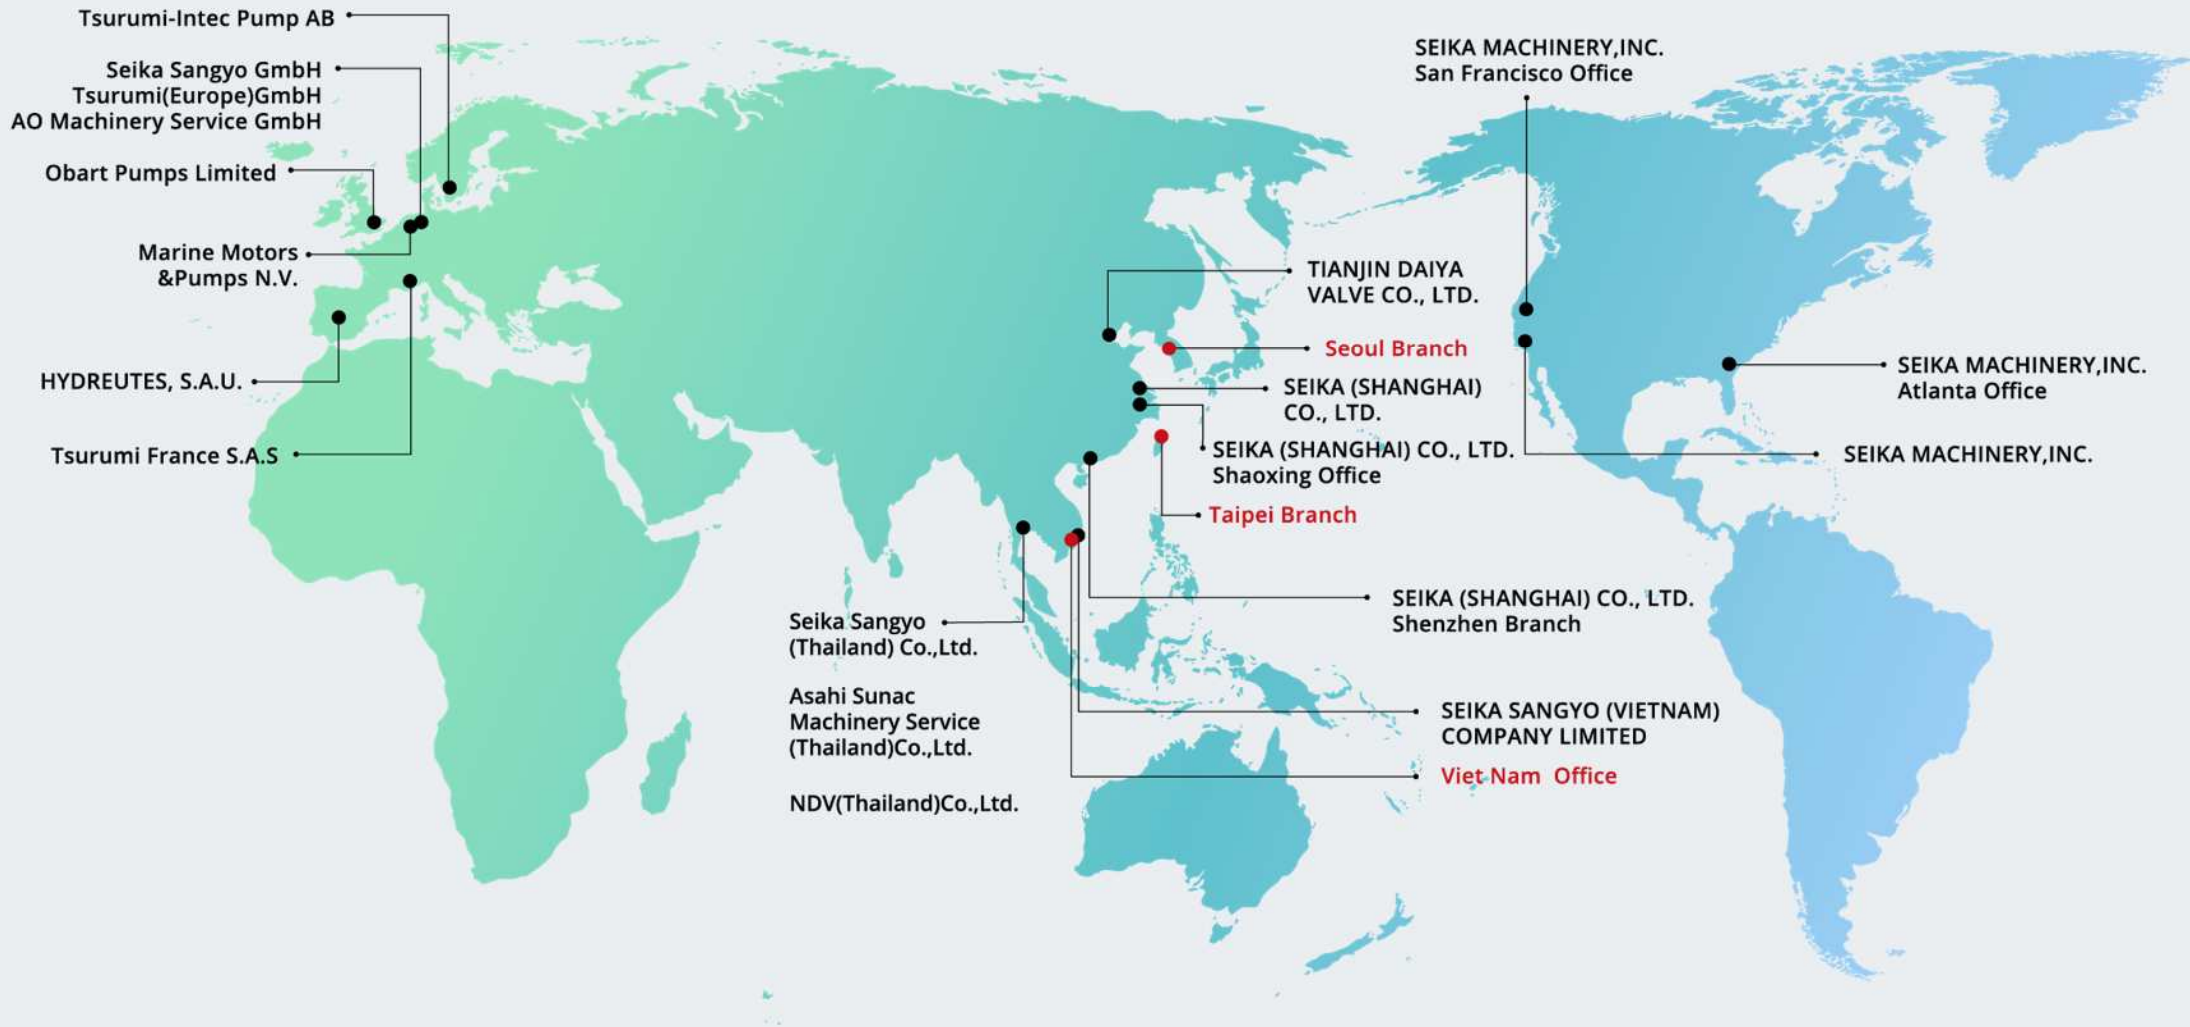 Tsurumi-Intec Pump AB
Seika Sangyo GmbH
Tsurumi(Europe)GmbH
AO Machinery Service GmbH
Obart Pumps Limited
Marine Motors
&Pumps N.V.
HYDREUTES, S.A.U.
Tsurumi France S.A.S
SEIKA MACHINERY,INC.
San Francisco Office
TIANJIN DAIYA
VALVE CO., LTD.
Seoul Branch
SEIKA (SHANGHAI)
CO., LTD.
SEIKA (SHANGHAI) CO., LTD.
Shaoxing Office
Taipei Branch
SEIKA MACHINERY,INC.
Atlanta Office
SEIKA MACHINERY,INC.
SEIKA (SHANGHAI) CO., LTD.
Shenzhen Branch
Seika Sangyo
(Thailand) Co.,Ltd.
Asahi Sunac
Machinery Service
(Thailand)Co.,Ltd.
NDV(Thailand)Co.,Ltd.
SEIKA SANGYO (VIETNAM)
COMPANY LIMITED
Viet Nam Office